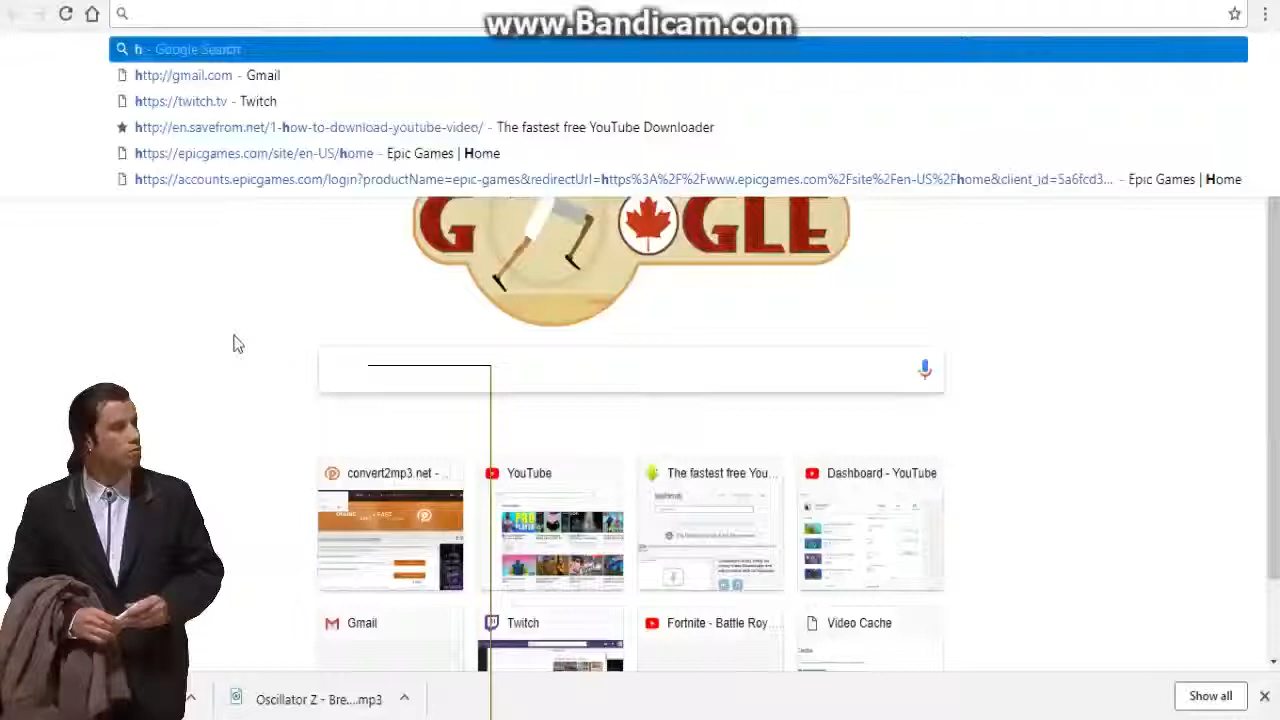 www.Bandicam.com
h - Google Search
http://gmail.com - Gmail
https://twitch.tv - Twitch
http://en.savefrom.net/1-how-to-download-youtube-video/ - The fastest free YouTube Downloader
https://epicgames.com/site/en-US/home - Epic Games | Home
https://accounts.epicgames.com/login?productName=epic-games&redirectUrl=https%3A%2F%2Fwww.epicgames.com%2Fsite%2Fen-US%2Fhome&client_id=5a6fcd3... - Epic Games | Home
GOOGLE
convert2mp3.net - ...
YouTube
The fastest free You...
Dashboard - YouTube
Gmail
Twitch
Fortnite - Battle Roy...
Video Cache
Oscillator Z - Bre....mp3
Show all